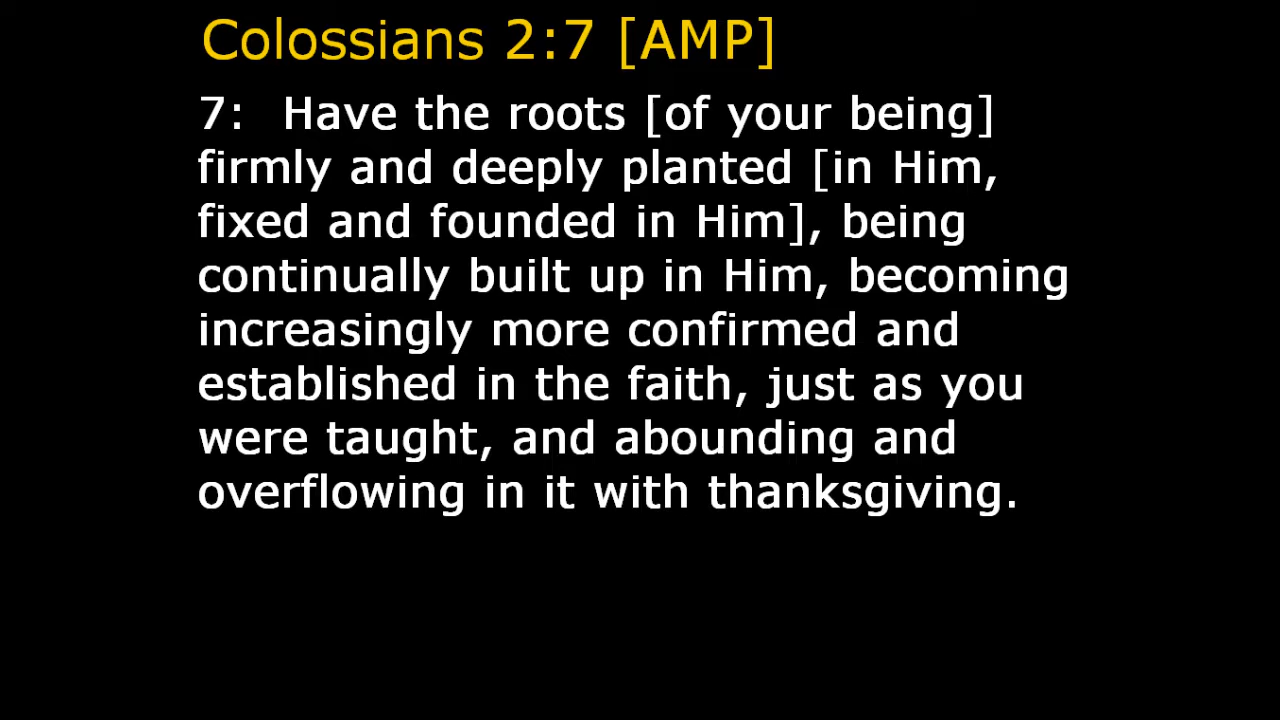 Colossians 2:7 [AMP]
7:  Have the roots [of your being]
firmly and deeply planted [in Him,
fixed and founded in Him], being
continually built up in Him, becoming
increasingly more confirmed and
established in the faith, just as you
were taught, and abounding and
overflowing in it with thanksgiving.